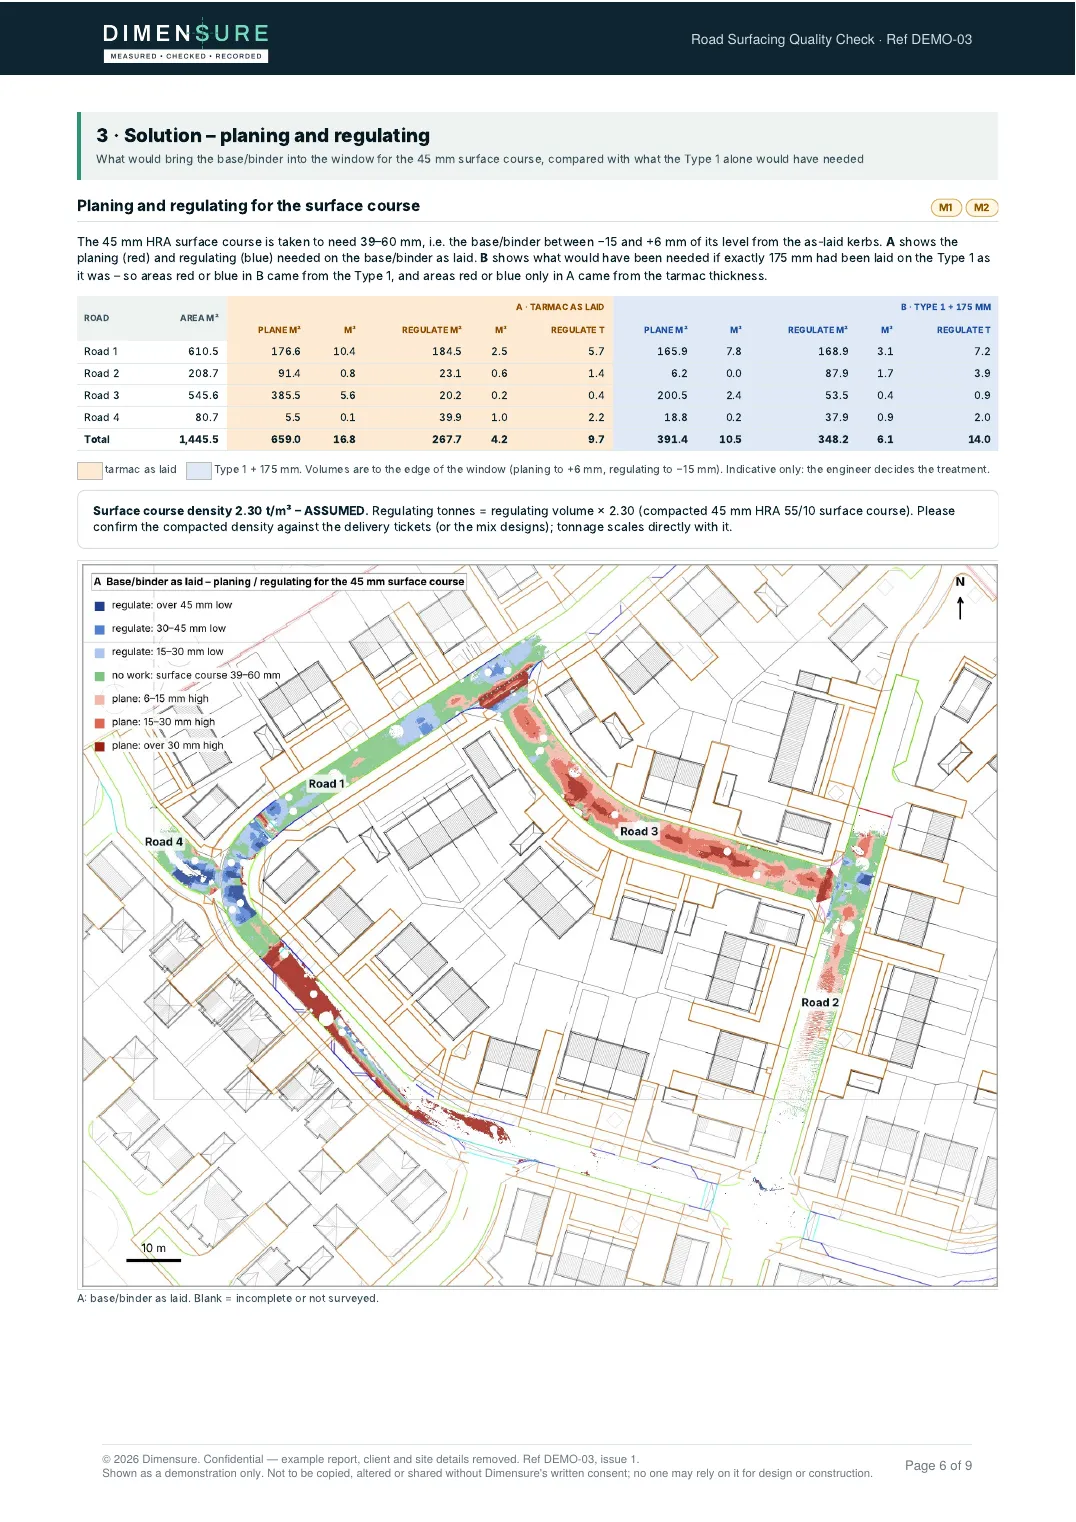 DIMENSURE
MEASURED • CHECKED • RECORDED
Road Surfacing Quality Check · Ref DEMO-03
3 · Solution – planing and regulating
What would bring the base/binder into the window for the 45 mm surface course, compared with what the Type 1 alone would have needed
Planing and regulating for the surface course
M1 M2
The 45 mm HRA surface course is taken to need 39–60 mm, i.e. the base/binder between −15 and +6 mm of its level from the as-laid kerbs. A shows the
planing (red) and regulating (blue) needed on the base/binder as laid. B shows what would have been needed if exactly 175 mm had been laid on the Type 1 as
it was – so areas red or blue in B came from the Type 1, and areas red or blue only in A came from the tarmac thickness.
A · TARMAC AS LAID B · TYPE 1 + 175 MM
ROAD AREA M² PLANE M² M³ REGULATE M² M³ REGULATE T PLANE M² M³ REGULATE M² M³ REGULATE T
Road 1 610.5 176.6 10.4 184.5 2.5 5.7 165.9 7.8 168.9 3.1 7.2
Road 2 208.7 91.4 0.8 23.1 0.6 1.4 6.2 0.0 87.9 1.7 3.9
Road 3 545.6 385.5 5.6 20.2 0.2 0.4 200.5 2.4 53.5 0.4 0.9
Road 4 80.7 5.5 0.1 39.9 1.0 2.2 18.8 0.2 37.9 0.9 2.0
Total 1,445.5 659.0 16.8 267.7 4.2 9.7 391.4 10.5 348.2 6.1 14.0
tarmac as laid Type 1 + 175 mm. Volumes are to the edge of the window (planing to +6 mm, regulating to −15 mm). Indicative only: the engineer decides the treatment.
Surface course density 2.30 t/m³ – ASSUMED. Regulating tonnes = regulating volume × 2.30 (compacted 45 mm HRA 55/10 surface course). Please
confirm the compacted density against the delivery tickets (or the mix designs); tonnage scales directly with it.
A Base/binder as laid – planing / regulating for the 45 mm surface course
N
regulate: over 45 mm low
regulate: 30–45 mm low
regulate: 15–30 mm low
no work: surface course 39–60 mm
plane: 6–15 mm high
plane: 15–30 mm high
plane: over 30 mm high
Road 1
Road 3
Road 4
Road 2
10 m
A: base/binder as laid. Blank = incomplete or not surveyed.
© 2026 Dimensure. Confidential — example report, client and site details removed. Ref DEMO-03, issue 1.
Shown as a demonstration only. Not to be copied, altered or shared without Dimensure's written consent; no one may rely on it for design or construction.
Page 6 of 9